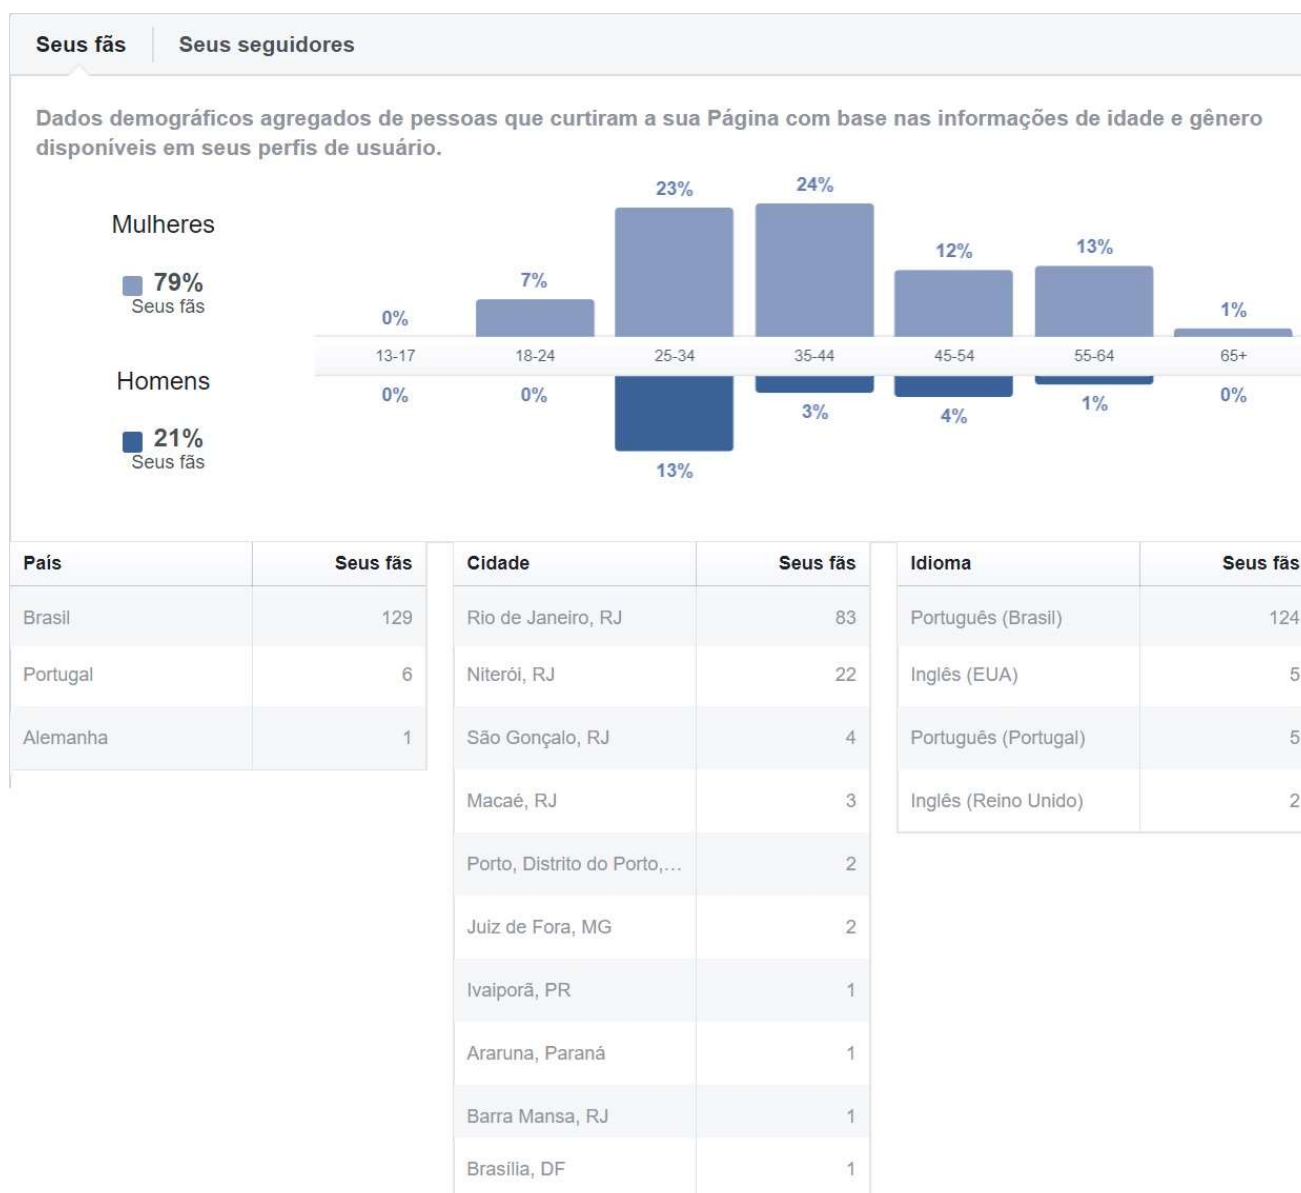 Seus fãs Seus seguidores
Dados demográficos agregados de pessoas que curtiram a sua Página com base nas informações de idade e gênero
disponíveis em seus perfis de usuário.
Mulheres
79%
Seus fãs
0% 7% 23% 24% 12% 13% 1%
13-17 18-24 25-34 35-44 45-54 55-64 65+
Homens
21%
Seus fãs
0% 0% 13% 3% 4% 1% 0%
País Seus fãs
Brasil 129
Portugal 6
Alemanha 1
Cidade Seus fãs
Rio de Janeiro, RJ 83
Niterói, RJ 22
São Gonçalo, RJ 4
Macaé, RJ 3
Porto, Distrito do Porto,... 2
Juiz de Fora, MG 2
Ivaiporã, PR 1
Araruna, Paraná 1
Barra Mansa, RJ 1
Brasília, DF 1
Idioma Seus fãs
Português (Brasil) 124
Inglês (EUA) 5
Português (Portugal) 5
Inglês (Reino Unido) 2